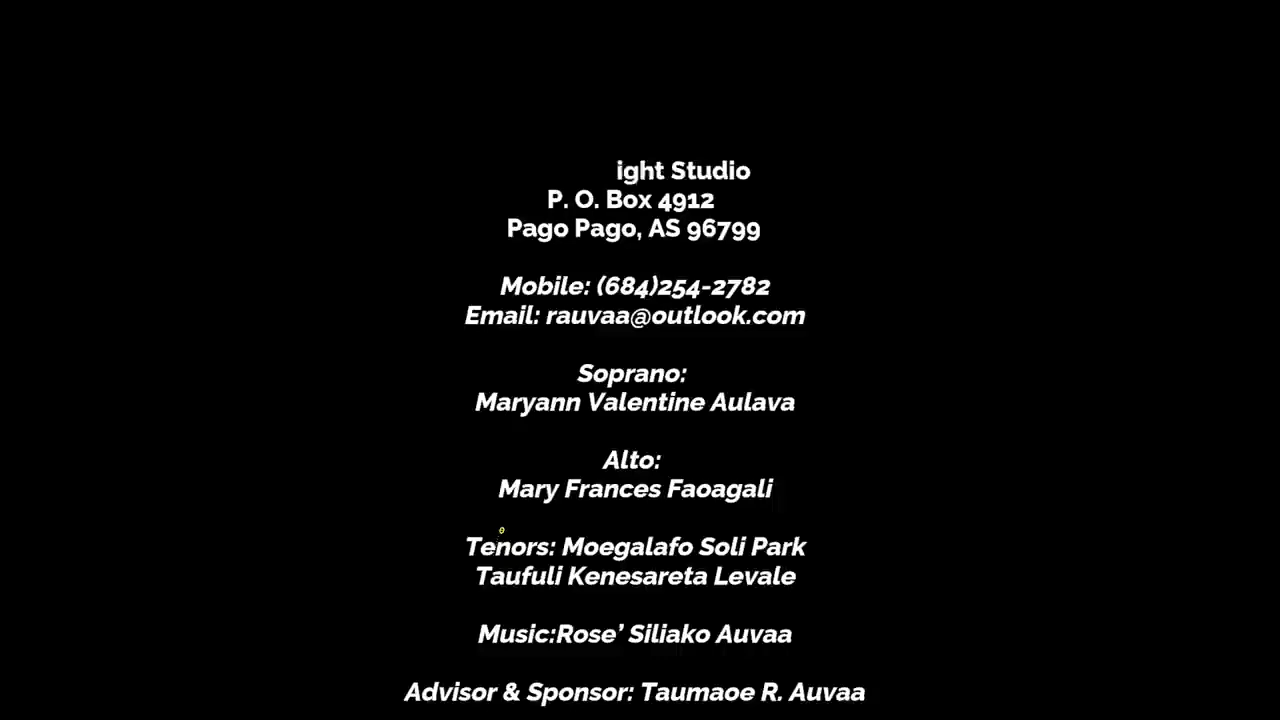 ight Studio
P. O. Box 4912
Pago Pago, AS 96799
Mobile: (684)254-2782
Email: rauvaa@outlook.com
Soprano:
Maryann Valentine Aulava
Alto:
Mary Frances Faoagali
Tenors: Moegalafo Soli Park
Taufuli Kenesareta Levale
Music:Rose’ Siliako Auvaa
Advisor & Sponsor: Taumaoe R. Auvaa